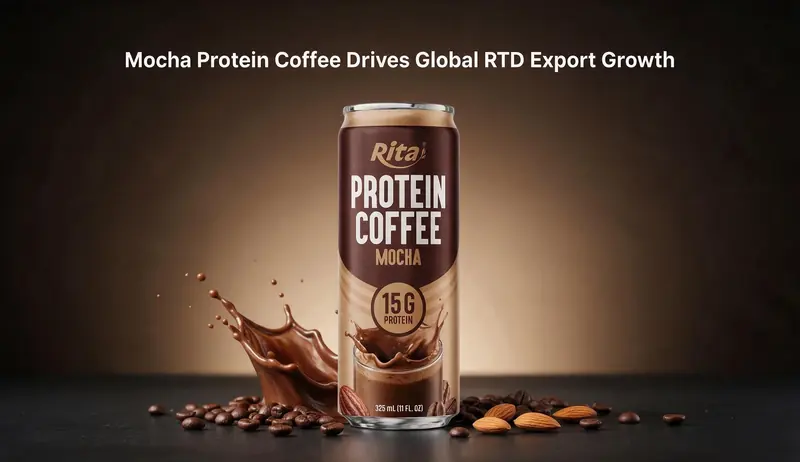 Mocha Protein Coffee Drives Global RTD Export Growth
Rita
PROTEIN
COFFEE
MOCHA
15G
PROTEIN
325 mL (11 FL. OZ)